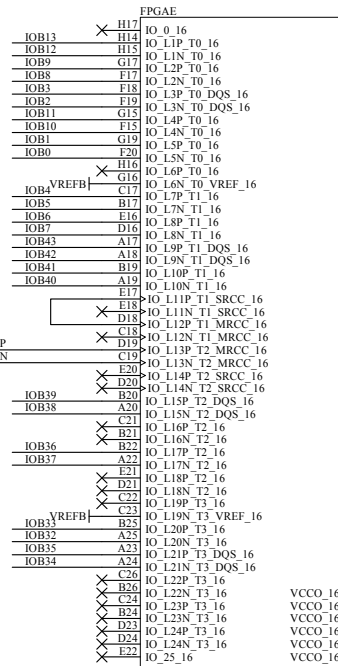 FPGAE
H17 IO_0_16
IOB13 H14 IO_L1P_T0_16
IOB12 H15 IO_L1N_T0_16
IOB9 G17 IO_L2P_T0_16
IOB8 F17 IO_L2N_T0_16
IOB3 F18 IO_L3P_T0_DQS_16
IOB2 F19 IO_L3N_T0_DQS_16
IOB11 G15 IO_L4P_T0_16
IOB10 F15 IO_L4N_T0_16
IOB1 G19 IO_L5P_T0_16
IOB0 F20 IO_L5N_T0_16
H16 IO_L6P_T0_16
VREFB G16 IO_L6N_T0_VREF_16
IOB4 C17 IO_L7P_T1_16
IOB5 B17 IO_L7N_T1_16
IOB6 E16 IO_L8P_T1_16
IOB7 D16 IO_L8N_T1_16
IOB43 A17 IO_L9P_T1_DQS_16
IOB42 A18 IO_L9N_T1_DQS_16
IOB41 B19 IO_L10P_T1_16
IOB40 A19 IO_L10N_T1_16
E17 IO_L11P_T1_SRCC_16
E18 IO_L11N_T1_SRCC_16
D18 IO_L12P_T1_MRCC_16
C18 IO_L12N_T1_MRCC_16
P D19 IO_L13P_T2_MRCC_16
N C19 IO_L13N_T2_MRCC_16
E20 IO_L14P_T2_SRCC_16
D20 IO_L14N_T2_SRCC_16
IOB39 B20 IO_L15P_T2_DQS_16
IOB38 A20 IO_L15N_T2_DQS_16
C21 IO_L16P_T2_16
B21 IO_L16N_T2_16
IOB36 B22 IO_L17P_T2_16
IOB37 A22 IO_L17N_T2_16
E21 IO_L18P_T2_16
D21 IO_L18N_T2_16
C22 IO_L19P_T3_16
VREFB C23 IO_L19N_T3_VREF_16
IOB33 B25 IO_L20P_T3_16
IOB32 A25 IO_L20N_T3_16
IOB35 A23 IO_L21P_T3_DQS_16
IOB34 A24 IO_L21N_T3_DQS_16
C26 IO_L22P_T3_16
B26 IO_L22N_T3_16 VCCO_16
C24 IO_L23P_T3_16 VCCO_16
B24 IO_L23N_T3_16 VCCO_16
D23 IO_L24P_T3_16 VCCO_16
D24 IO_L24N_T3_16 VCCO_16
E22 IO_25_16 VCCO_16